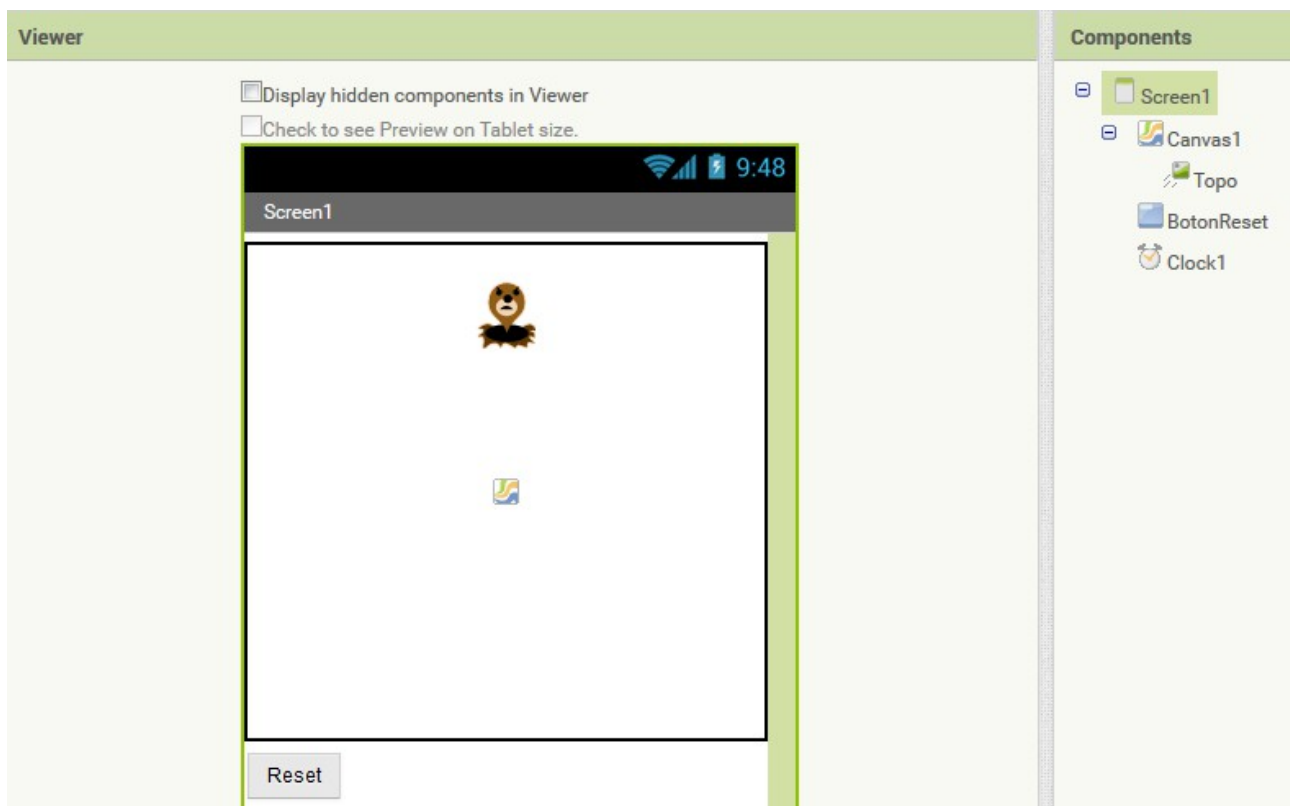 Viewer
Display hidden components in Viewer
Check to see Preview on Tablet size.
9:48
Screen1
Reset
Components
Screen1
Canvas1
Topo
BotonReset
Clock1